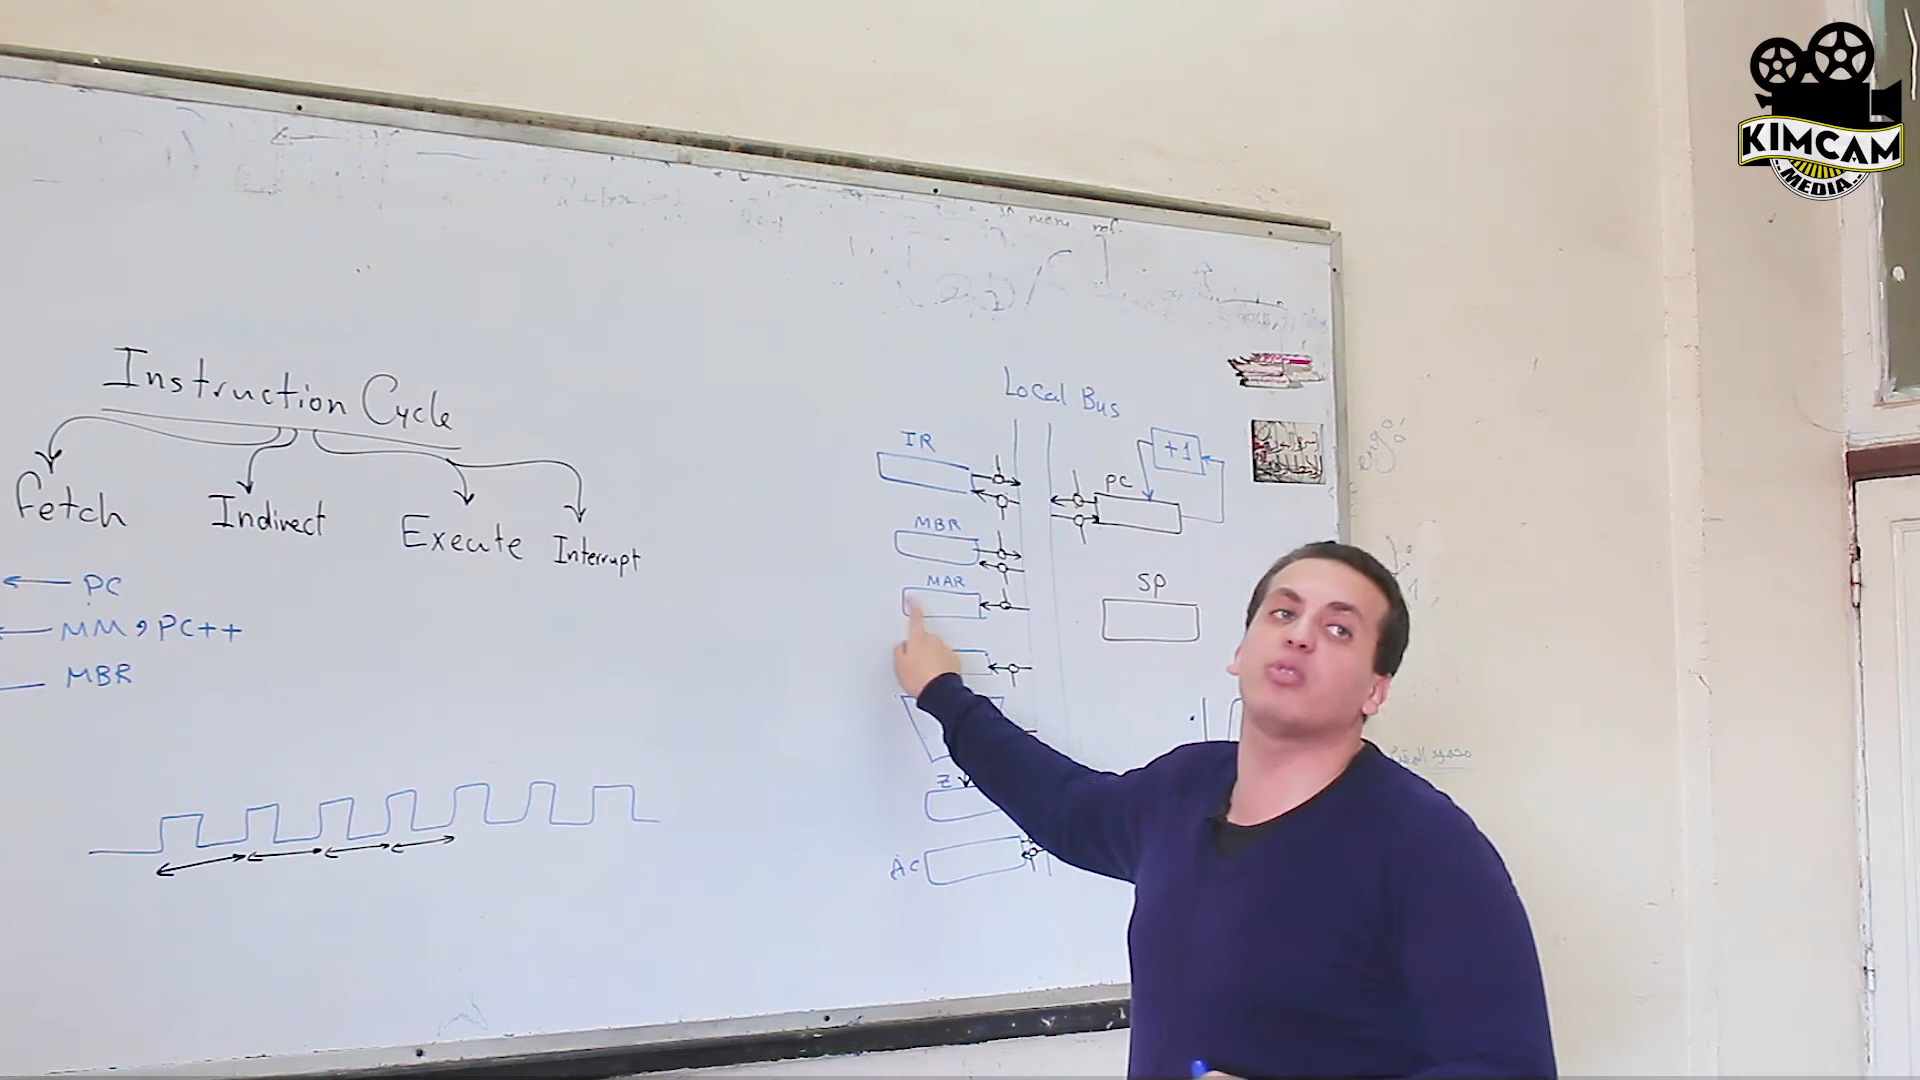 KIMCAM
MEDIA
Instruction Cycle
fetch Indirect Execute Interrupt
← PC
← MM, PC++
MBR
Local Bus
IR
+1
PC
MBR
MAR
SP
Z
AC